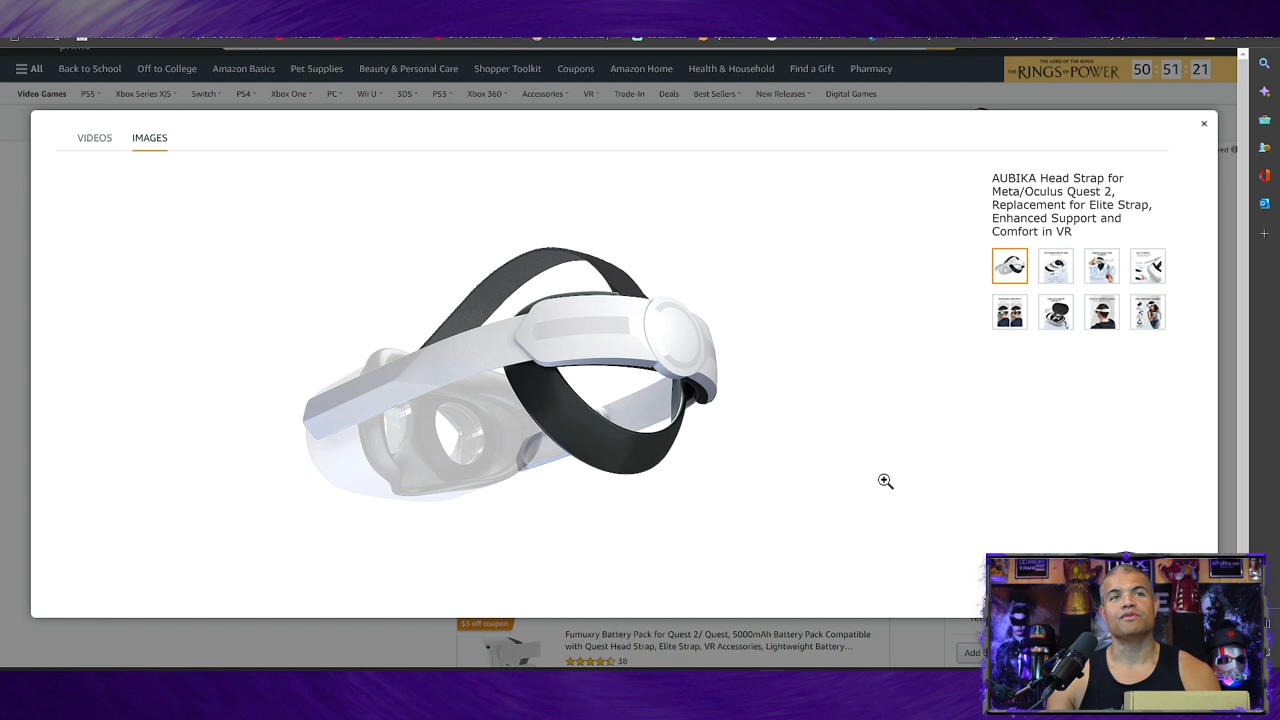 All Back to School Off to College Amazon Basics Pet Supplies Beauty & Personal Care Shopper Toolkit Coupons Amazon Home Health & Household Find a Gift Pharmacy
THE LORD OF THE RINGS
THE RINGS OF POWER 50 : 51 : 21
Video Games PS5 Xbox Series X|S Switch PS4 Xbox One PC Wii U 3DS PS3 Xbox 360 Accessories VR Trade-In Deals Best Sellers New Releases Digital Games
VIDEOS IMAGES
AUBIKA Head Strap for
Meta/Oculus Quest 2,
Replacement for Elite Strap,
Enhanced Support and
Comfort in VR
$3 off coupon
Fumuxry Battery Pack for Quest 2/ Quest, 5000mAh Battery Pack Compatible
with Quest Head Strap, Elite Strap, VR Accessories, Lightweight Battery...
38
Add